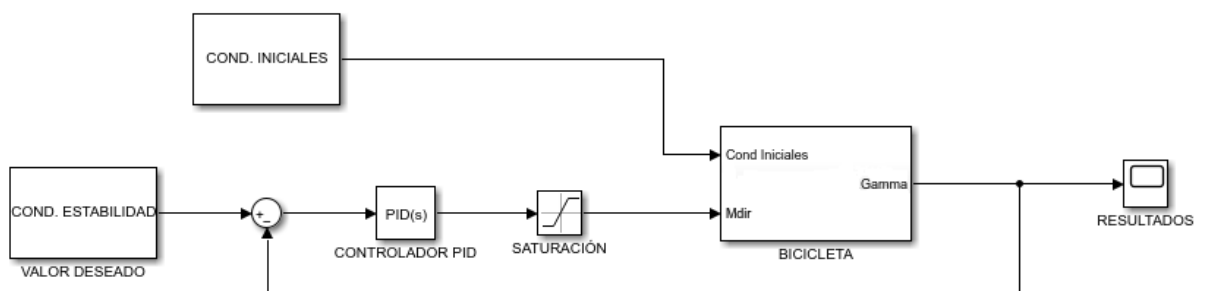 COND. INICIALES
Cond Iniciales
Gamma
Mdir
BICICLETA
RESULTADOS
COND. ESTABILIDAD
VALOR DESEADO
+
−
PID(s)
CONTROLADOR PID
SATURACIÓN